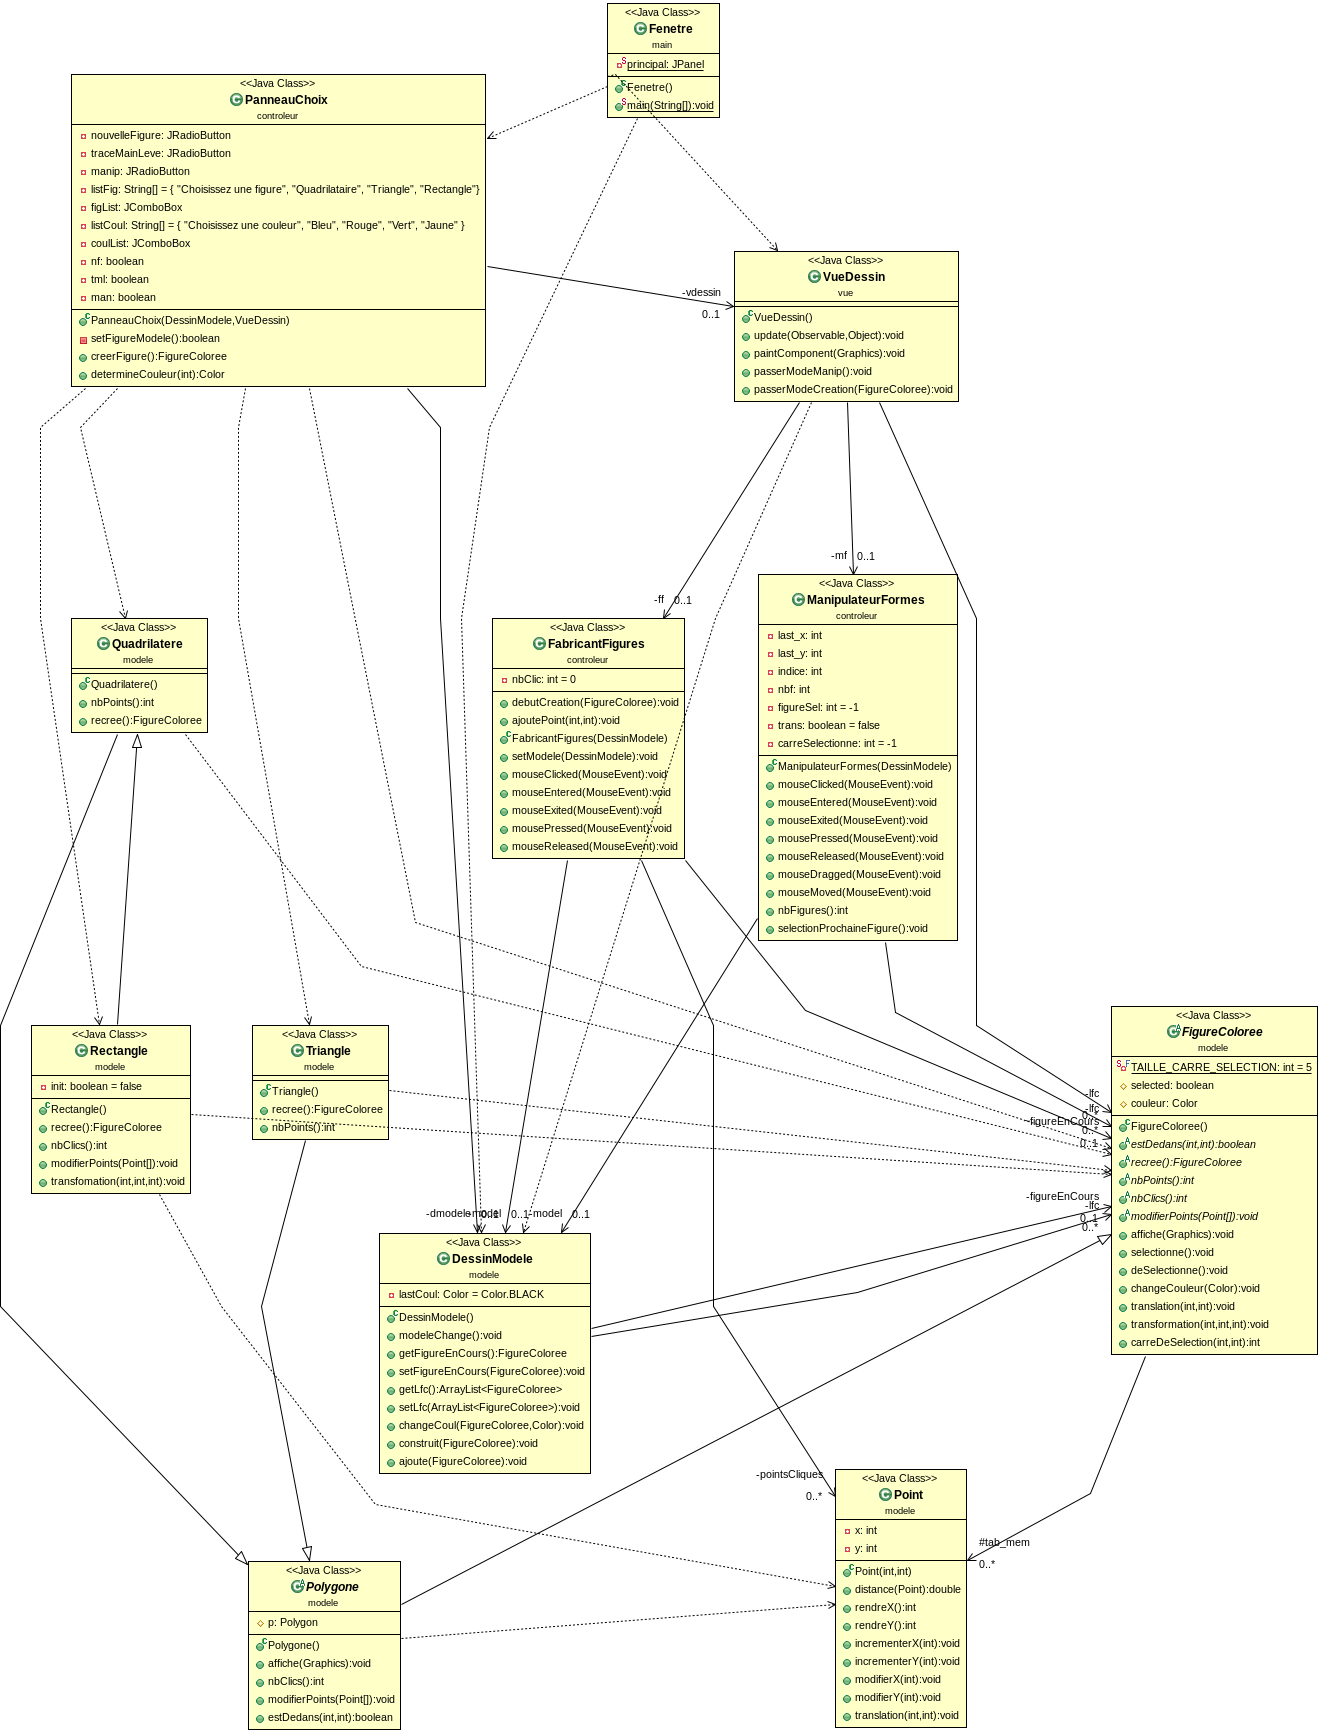 <<Java Class>>
Fenetre
main
principal: JPanel
Fenetre()
main(String[]):void
<<Java Class>>
PanneauChoix
controleur
nouvelleFigure: JRadioButton
traceMainLeve: JRadioButton
manip: JRadioButton
listFig: String[] = { "Choisissez une figure", "Quadrilataire", "Triangle", "Rectangle"}
figList: JComboBox
listCoul: String[] = { "Choisissez une couleur", "Bleu", "Rouge", "Vert", "Jaune" }
coulList: JComboBox
nf: boolean
tml: boolean
man: boolean
PanneauChoix(DessinModele,VueDessin)
setFigureModele():boolean
creerFigure():FigureColoree
determineCouleur(int):Color
-vdessin
0..1
<<Java Class>>
VueDessin
vue
VueDessin()
update(Observable,Object):void
paintComponent(Graphics):void
passerModeManip():void
passerModeCreation(FigureColoree):void
-mf
0..1
-ff
0..1
<<Java Class>>
Quadrilatere
modele
Quadrilatere()
nbPoints():int
recree():FigureColoree
<<Java Class>>
FabricantFigures
controleur
nbClic: int = 0
debutCreation(FigureColoree):void
ajoutePoint(int,int):void
FabricantFigures(DessinModele)
setModele(DessinModele):void
mouseClicked(MouseEvent):void
mouseEntered(MouseEvent):void
mouseExited(MouseEvent):void
mousePressed(MouseEvent):void
mouseReleased(MouseEvent):void
<<Java Class>>
ManipulateurFormes
controleur
last_x: int
last_y: int
indice: int
nbf: int
figureSel: int = -1
trans: boolean = false
carreSelectionne: int = -1
ManipulateurFormes(DessinModele)
mouseClicked(MouseEvent):void
mouseEntered(MouseEvent):void
mouseExited(MouseEvent):void
mousePressed(MouseEvent):void
mouseReleased(MouseEvent):void
mouseDragged(MouseEvent):void
mouseMoved(MouseEvent):void
nbFigures():int
selectionProchaineFigure():void
<<Java Class>>
Rectangle
modele
init: boolean = false
Rectangle()
recree():FigureColoree
nbClics():int
modifierPoints(Point[]):void
transfomation(int,int,int):void
<<Java Class>>
Triangle
modele
Triangle()
recree():FigureColoree
nbPoints():int
-lfc
0..*
-lfc
0..*
-figureEnCours
0..1
-figureEnCours
0..1
-lfc
0..*
<<Java Class>>
FigureColoree
modele
TAILLE_CARRE_SELECTION: int = 5
selected: boolean
couleur: Color
FigureColoree()
estDedans(int,int):boolean
recree():FigureColoree
nbPoints():int
nbClics():int
modifierPoints(Point[]):void
affiche(Graphics):void
selectionne():void
deSelectionne():void
changeCouleur(Color):void
translation(int,int):void
transformation(int,int,int):void
carreDeSelection(int,int):int
-dmodele
0..1
-model
0..1
-model
0..1
<<Java Class>>
DessinModele
modele
lastCoul: Color = Color.BLACK
DessinModele()
modeleChange():void
getFigureEnCours():FigureColoree
setFigureEnCours(FigureColoree):void
getLfc():ArrayList<FigureColoree>
setLfc(ArrayList<FigureColoree>):void
changeCoul(FigureColoree,Color):void
construit(FigureColoree):void
ajoute(FigureColoree):void
-pointsCliques
0..*
#tab_mem
0..*
<<Java Class>>
Point
modele
x: int
y: int
Point(int,int)
distance(Point):double
rendreX():int
rendreY():int
incrementerX(int):void
incrementerY(int):void
modifierX(int):void
modifierY(int):void
translation(int,int):void
<<Java Class>>
Polygone
modele
p: Polygon
Polygone()
affiche(Graphics):void
nbClics():int
modifierPoints(Point[]):void
estDedans(int,int):boolean